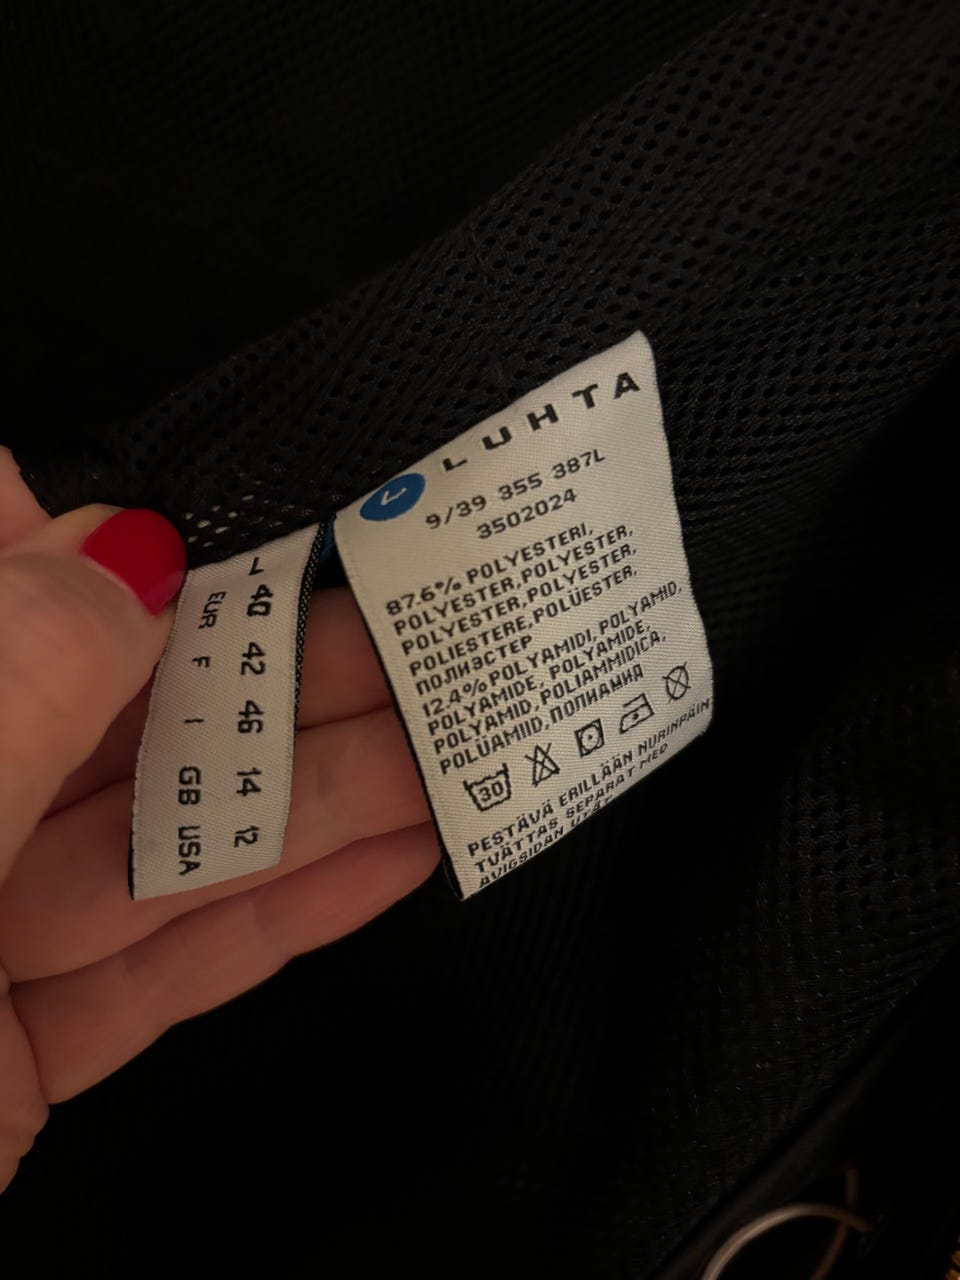 LUHTA
9/39 355 387L
3502024
87.6% POLYESTERI,
POLYESTER,POLYESTER,
POLYESTER,POLYESTER,
POLIESTERE,POLÜESTER,
ПОЛИЭСТЕР
12.4% POLYAMIDI, POLYAMID,
POLYAMIDE, POLYAMIDE,
POLYAMID, POLIAMMIDICA,
POLÜAMIID, ПОЛИАМИД
30
PESTÄVÄ ERILLÄÄN NURINPÄIN
TVÄTTAS SEPARAT MED
AVIGSIDAN UTÅT
EUR 40
F 42
I 46
GB 14
USA 12